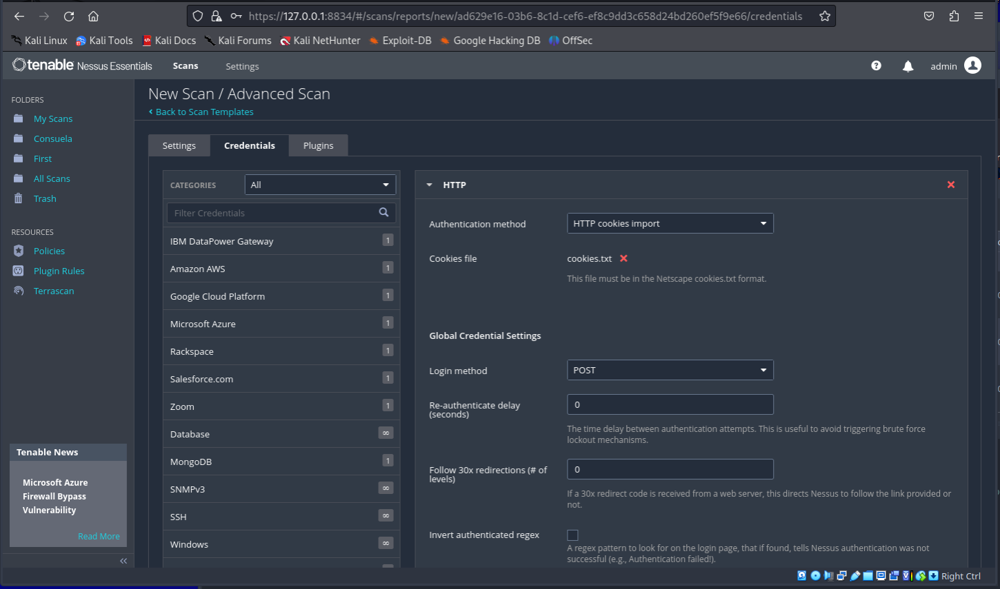 https://127.0.0.1:8834/#/scans/reports/new/ad629e16-03b6-8c1d-cef6-ef8c9dd3c658d24bd260ef5f9e66/credentials
Kali Linux Kali Tools Kali Docs Kali Forums Kali NetHunter Exploit-DB Google Hacking DB OffSec
tenable Nessus Essentials Scans Settings admin
FOLDERS
My Scans
Consuela
First
All Scans
Trash
RESOURCES
Policies
Plugin Rules
Terrascan
Tenable News
Microsoft Azure
Firewall Bypass
Vulnerability
Read More
New Scan / Advanced Scan
Back to Scan Templates
Settings Credentials Plugins
CATEGORIES All
Filter Credentials
IBM DataPower Gateway 1
Amazon AWS 1
Google Cloud Platform 1
Microsoft Azure 1
Rackspace 1
Salesforce.com 1
Zoom 1
Database ∞
MongoDB 1
SNMPv3 ∞
SSH ∞
Windows ∞
HTTP
Authentication method HTTP cookies import
Cookies file cookies.txt
This file must be in the Netscape cookies.txt format.
Global Credential Settings
Login method POST
Re-authenticate delay
(seconds)
0
The time delay between authentication attempts. This is useful to avoid triggering brute force
lockout mechanisms.
Follow 30x redirections (# of
levels)
0
If a 30x redirect code is received from a web server, this directs Nessus to follow the link provided or
not.
Invert authenticated regex
A regex pattern to look for on the login page, that if found, tells Nessus authentication was not
successful (e.g., Authentication failed!).
Right Ctrl